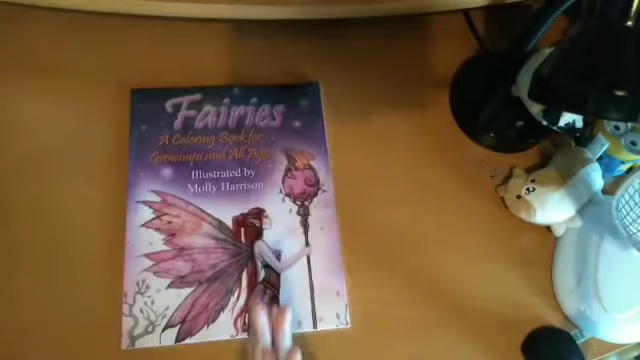 Fairies
A Coloring Book for
Grownups and All Ages
Illustrated by
Molly Harrison